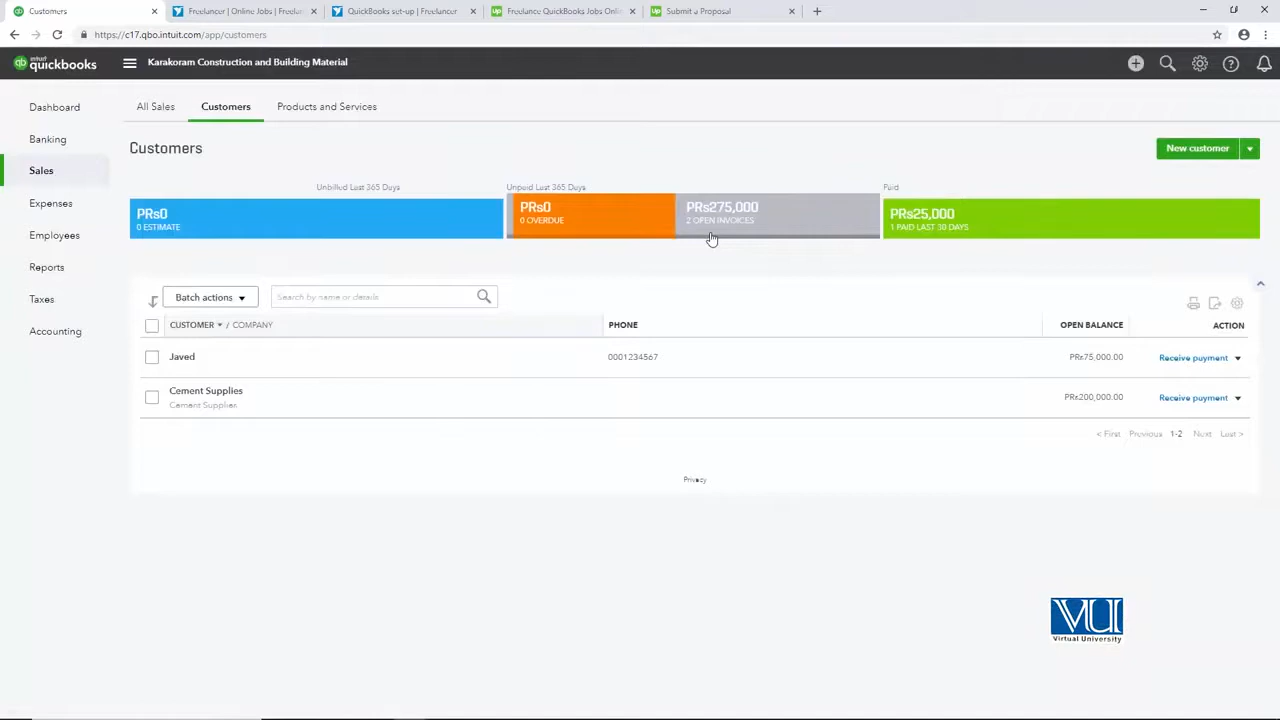 Customers
Freelancer | Online Jobs | Freelan
QuickBooks set-up | Freelancer
Freelance QuickBooks Jobs Onlin
Submit a Proposal
https://c17.qbo.intuit.com/app/customers
intuit quickbooks
Karakoram Construction and Building Material
Dashboard
Banking
Sales
Expenses
Employees
Reports
Taxes
Accounting
All Sales
Customers
Products and Services
Customers
New customer
Unbilled Last 365 Days
Unpaid Last 365 Days
Paid
PRs0
0 ESTIMATE
PRs0
0 OVERDUE
PRs275,000
2 OPEN INVOICES
PRs25,000
1 PAID LAST 30 DAYS
Batch actions
Search by name or details
CUSTOMER / COMPANY
PHONE
OPEN BALANCE
ACTION
Javed
0001234567
PRs75,000.00
Receive payment
Cement Supplies
Cement Supplies
PRs200,000.00
Receive payment
< First Previous 1-2 Next Last >
Privacy
VU
Virtual University